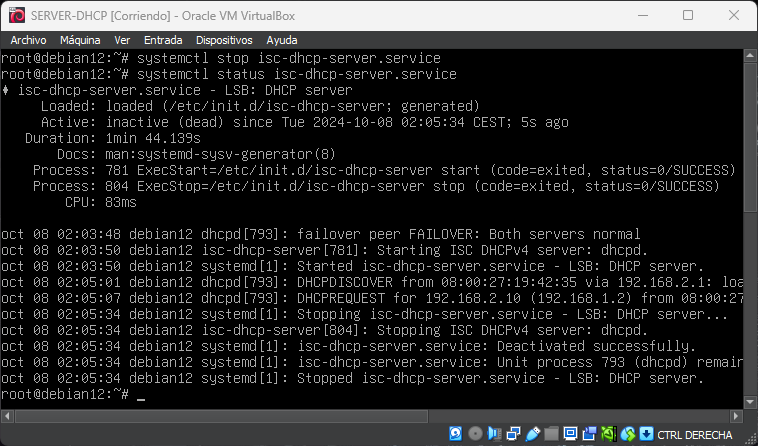 SERVER-DHCP [Corriendo] - Oracle VM VirtualBox
Archivo Máquina Ver Entrada Dispositivos Ayuda
root@debian12:~# systemctl stop isc-dhcp-server.service
root@debian12:~# systemctl status isc-dhcp-server.service
♦ isc-dhcp-server.service - LSB: DHCP server
Loaded: loaded (/etc/init.d/isc-dhcp-server; generated)
Active: inactive (dead) since Tue 2024-10-08 02:05:34 CEST; 5s ago
Duration: 1min 44.139s
Docs: man:systemd-sysv-generator(8)
Process: 781 ExecStart=/etc/init.d/isc-dhcp-server start (code=exited, status=0/SUCCESS)
Process: 804 ExecStop=/etc/init.d/isc-dhcp-server stop (code=exited, status=0/SUCCESS)
CPU: 83ms
oct 08 02:03:48 debian12 dhcpd[793]: failover peer FAILOVER: Both servers normal
oct 08 02:03:50 debian12 isc-dhcp-server[781]: Starting ISC DHCPv4 server: dhcpd.
oct 08 02:03:50 debian12 systemd[1]: Started isc-dhcp-server.service - LSB: DHCP server.
oct 08 02:05:01 debian12 dhcpd[793]: DHCPDISCOVER from 08:00:27:19:42:35 via 192.168.2.1: loa
oct 08 02:05:07 debian12 dhcpd[793]: DHCPREQUEST for 192.168.2.10 (192.168.1.2) from 08:00:27
oct 08 02:05:34 debian12 systemd[1]: Stopping isc-dhcp-server.service - LSB: DHCP server...
oct 08 02:05:34 debian12 isc-dhcp-server[804]: Stopping ISC DHCPv4 server: dhcpd.
oct 08 02:05:34 debian12 systemd[1]: isc-dhcp-server.service: Deactivated successfully.
oct 08 02:05:34 debian12 systemd[1]: isc-dhcp-server.service: Unit process 793 (dhcpd) remain
oct 08 02:05:34 debian12 systemd[1]: Stopped isc-dhcp-server.service - LSB: DHCP server.
root@debian12:~# _
CTRL DERECHA